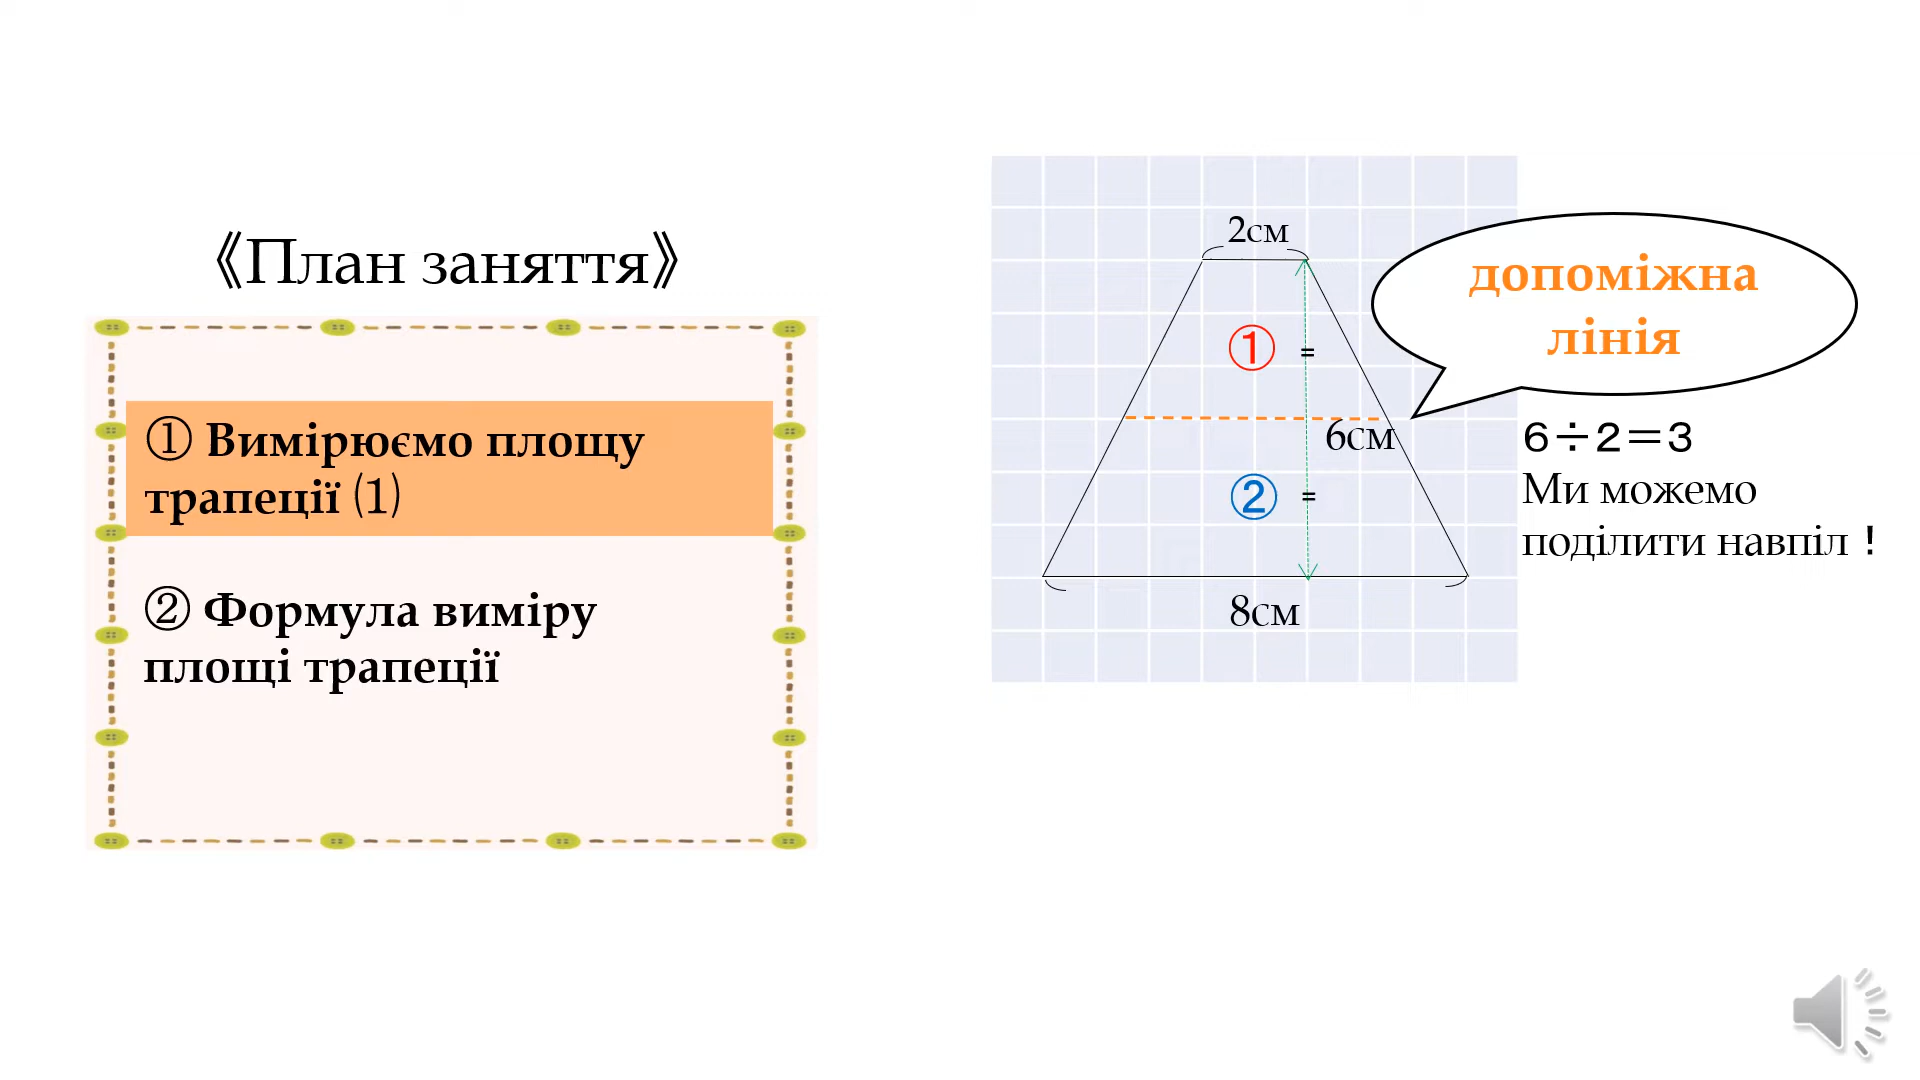 《План заняття》
① Вимірюємо площу
трапеції (1)
② Формула виміру
площі трапеції
2см
① =
6см
② =
8см
допоміжна
лінія
6÷2＝3
Ми можемо
поділити навпіл !